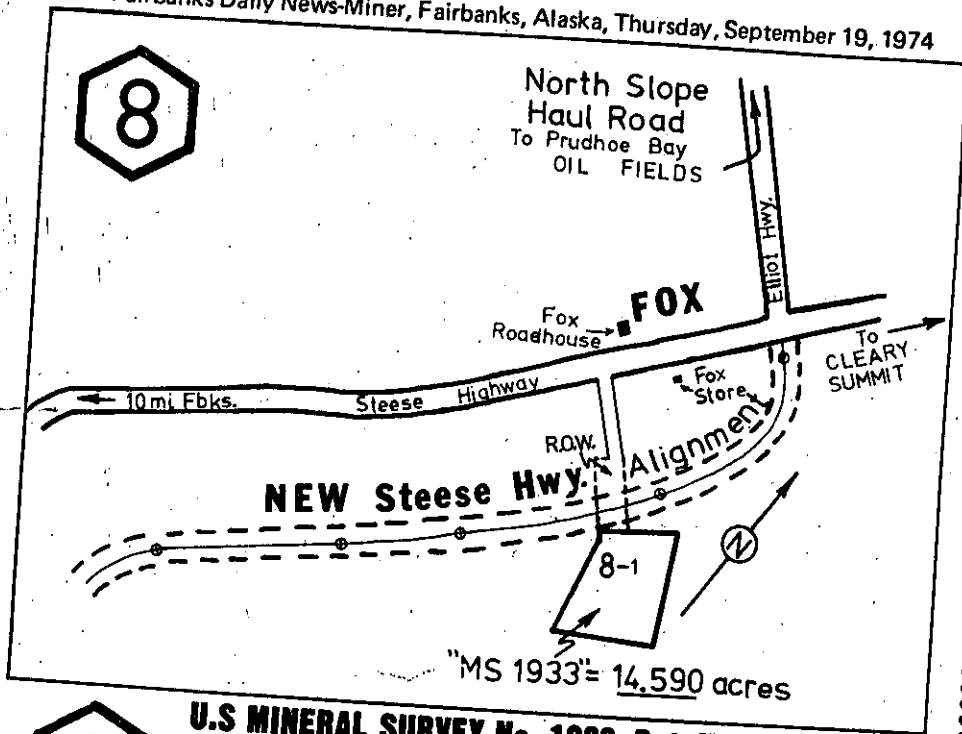 Fairbanks Daily News-Miner, Fairbanks, Alaska, Thursday, September 19, 1974
8
North Slope
Haul Road
To Prudhoe Bay
OIL FIELDS
Elliot Hwy.
FOX
Fox
Roadhouse
To
CLEARY
SUMMIT
Fox
Store
10 mi Fbks.
Steese Highway
R.O.W.
Alignment
NEW Steese Hwy.
N
8-1
"MS 1933"= 14.590 acres
U.S MINERAL SURVEY No.